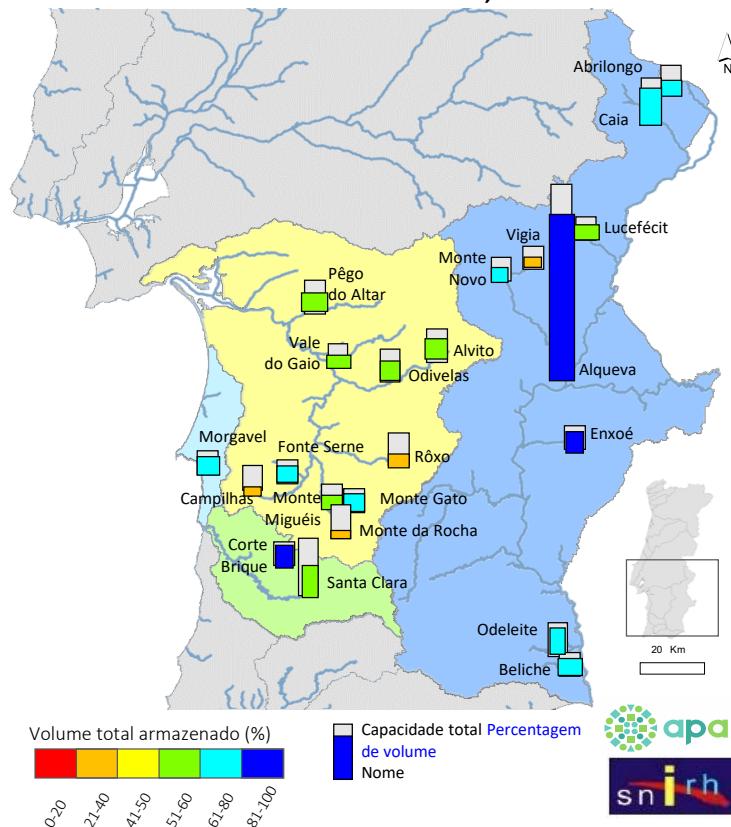 Abrilongo
Caia
Lucefécit
Vigia
Monte
Novo
Pêgo
do Altar
Vale
do Gaio
Alvito
Odivelas
Alqueva
Enxoé
Morgavel
Fonte Serne
Rôxo
Campilhas
Monte
Miguéis
Monte Gato
Monte da Rocha
Corte
Brique
Santa Clara
Odeleite
Beliche
20 Km
Volume total armazenado (%)
0-20
21-40
41-50
51-60
61-80
81-100
Capacidade total Percentagem
de volume
Nome
apa
snirh